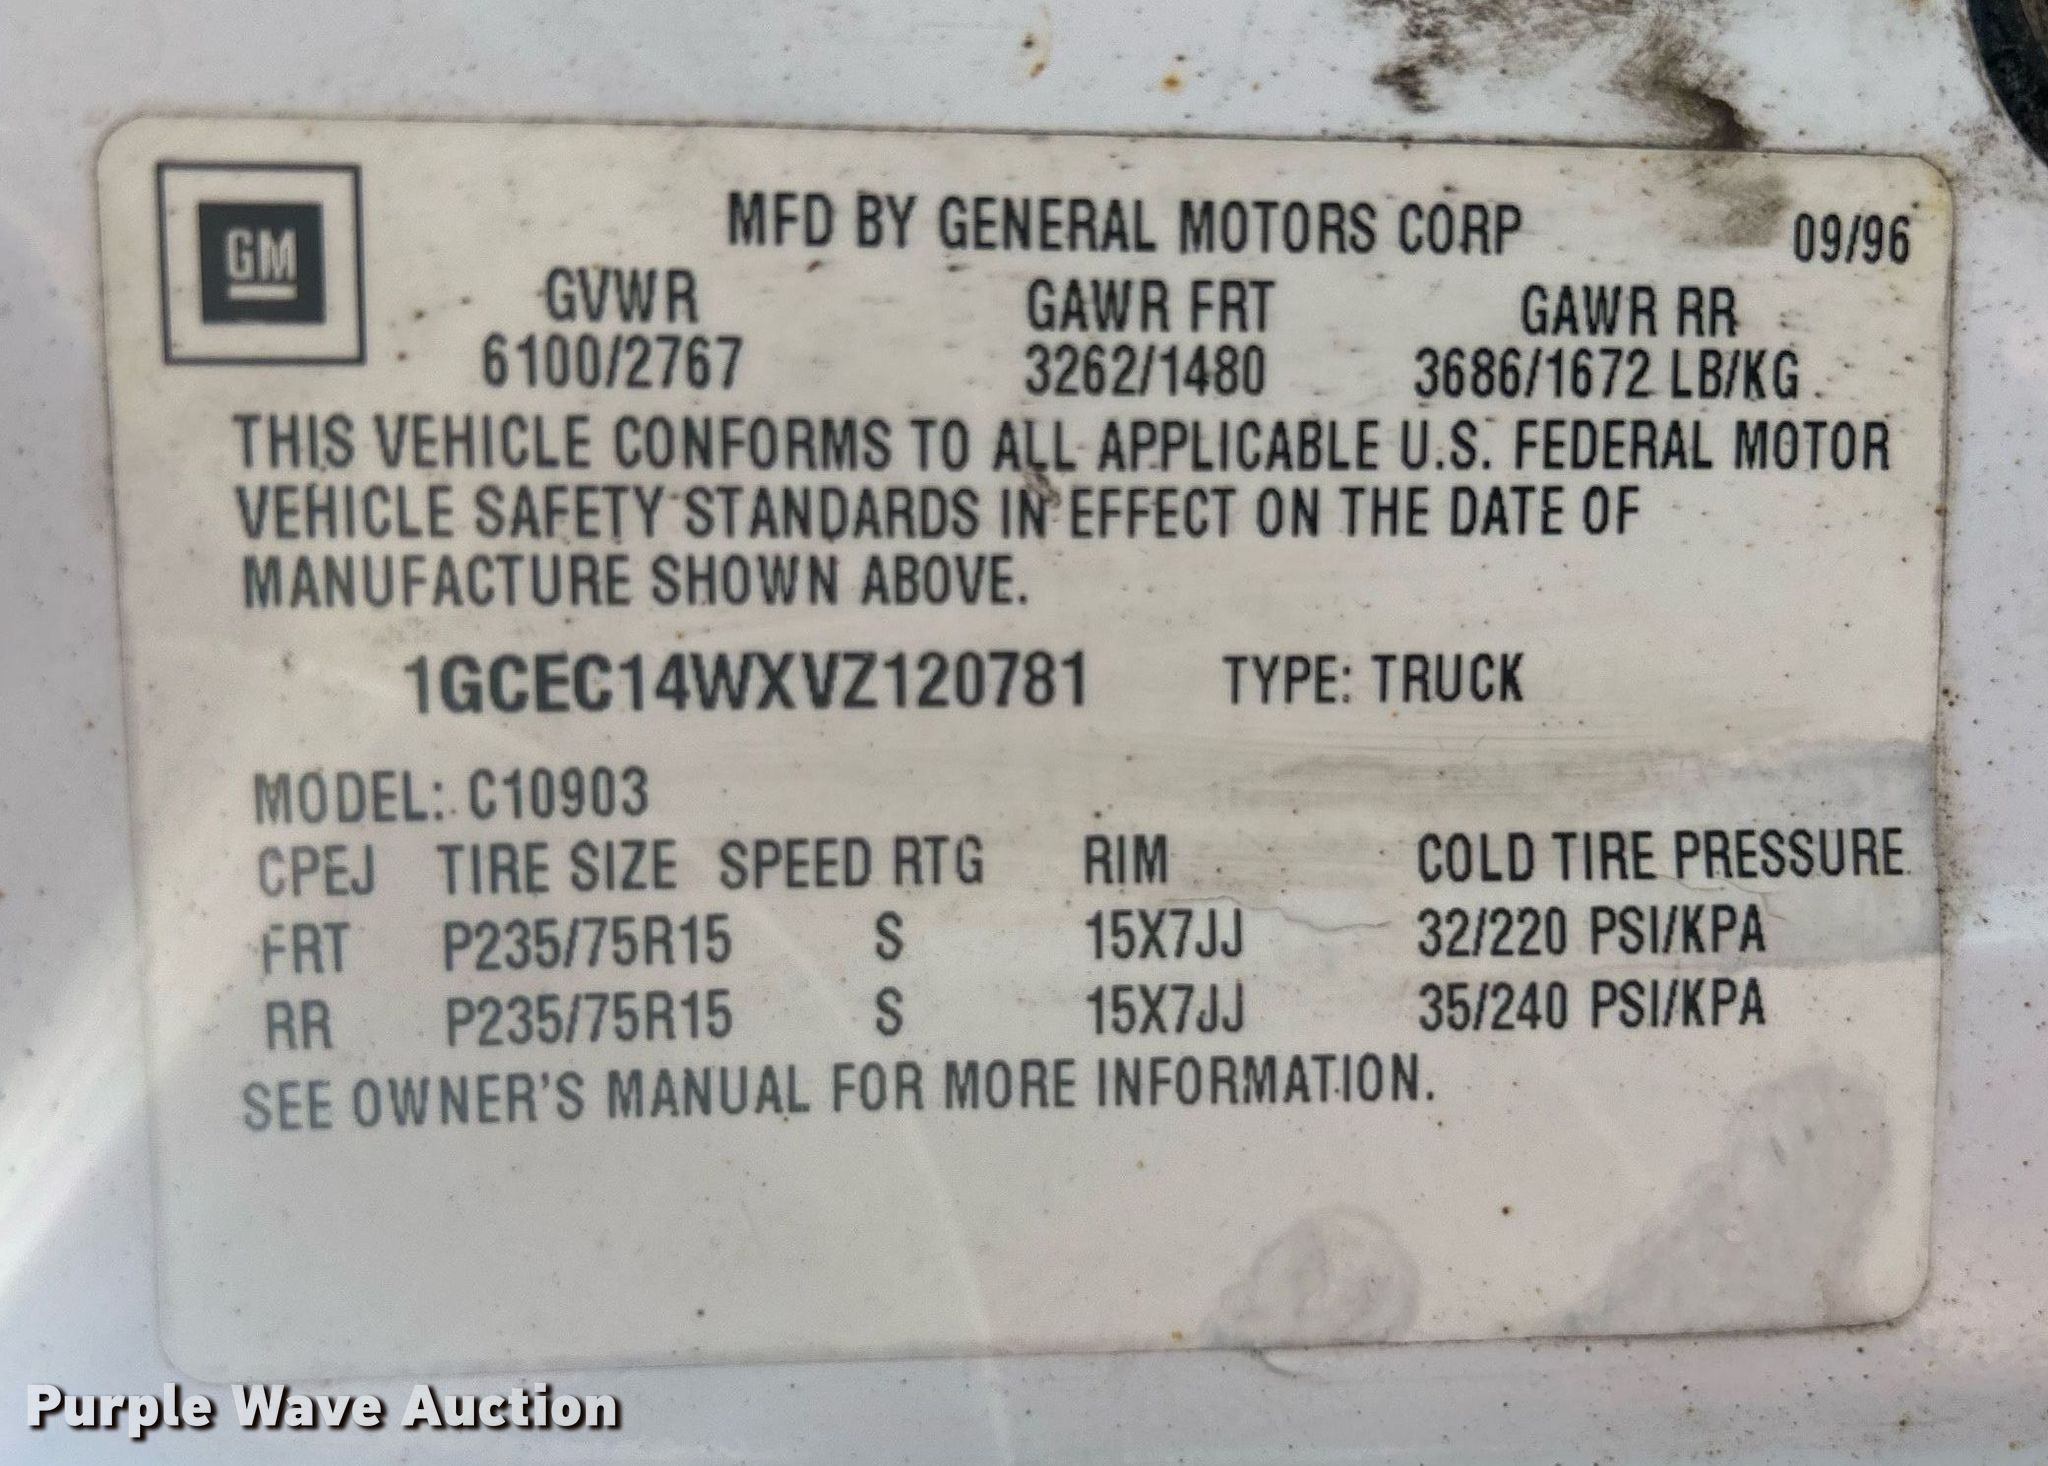 GM
MFD BY GENERAL MOTORS CORP 09/96
GVWR GAWR FRT GAWR RR
6100/2767 3262/1480 3686/1672 LB/KG
THIS VEHICLE CONFORMS TO ALL APPLICABLE U.S. FEDERAL MOTOR
VEHICLE SAFETY STANDARDS IN EFFECT ON THE DATE OF
MANUFACTURE SHOWN ABOVE.
1GCEC14WXVZ120781 TYPE: TRUCK
MODEL: C10903
CPEJ TIRE SIZE SPEED RTG RIM COLD TIRE PRESSURE
FRT P235/75R15 S 15X7JJ 32/220 PSI/KPA
RR P235/75R15 S 15X7JJ 35/240 PSI/KPA
SEE OWNER'S MANUAL FOR MORE INFORMATION.
Purple Wave Auction